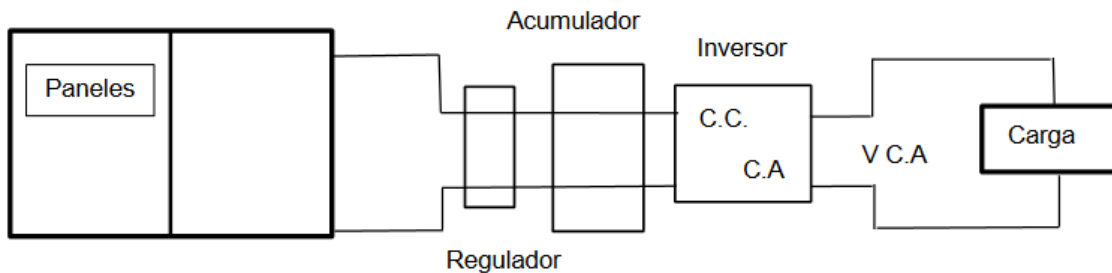 Acumulador
Inversor
Paneles
C.C.
C.A
V C.A
Carga
Regulador